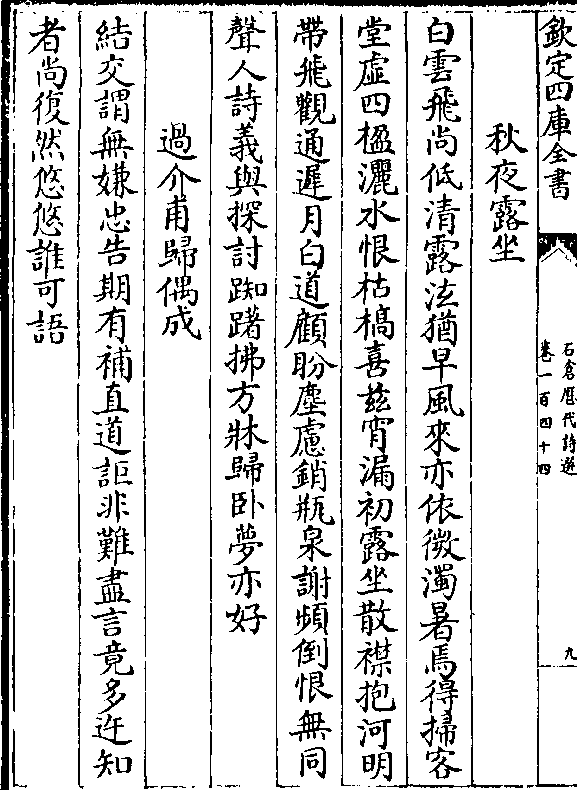 欽定四庫全書
石倉歴代詩選
卷一百四十四
九
秋夜露坐
白雲飛尚低清露泫猶早風來亦依微濁暑焉得掃客
堂虚四楹灑水恨枯槁喜兹宵漏初露坐散襟抱河明
帶飛觀通遲月白道顧盼塵慮銷瓶泉謝頻倒恨無同
聲人詩義與探討踟躇拂方牀歸卧夢亦好
過介甫歸偶成
結交謂無嫌忠告期有補直道詎非難盡言竟多迕知
者尚復然悠悠誰可語